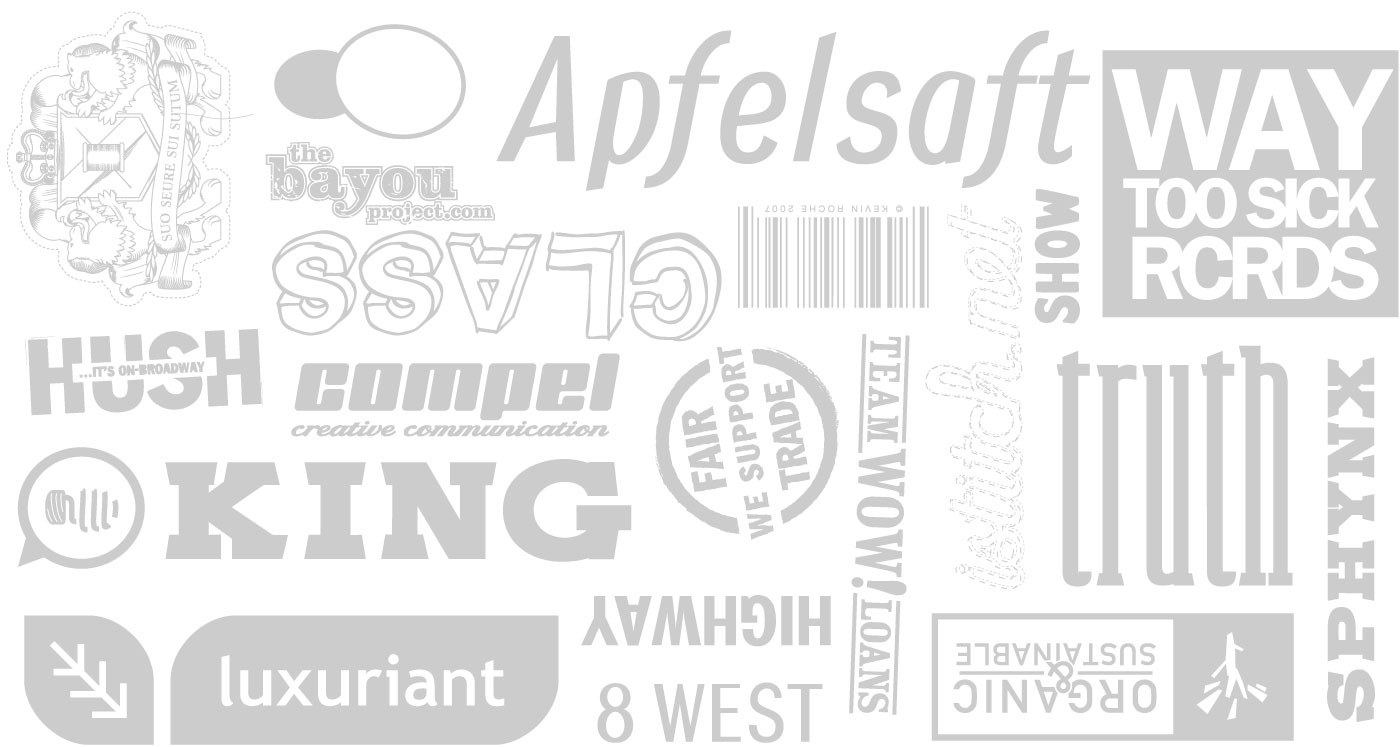 SUO SEURE SUI SUTUM
the
bayou
project.com
Apfelsaft
WAY
TOO SICK
RCRDS
© KEVIN ROCHE 2007
SHOW
CLASS
istitch.net
HUSH
...IT'S ON-BROADWAY
compel
creative communication
FAIR
WE SUPPORT
TRADE
TEAM WOW! LOANS
truth
SPHYNX
KING
HIGHWAY
8 WEST
luxuriant
ORGANIC
&
SUSTAINABLE